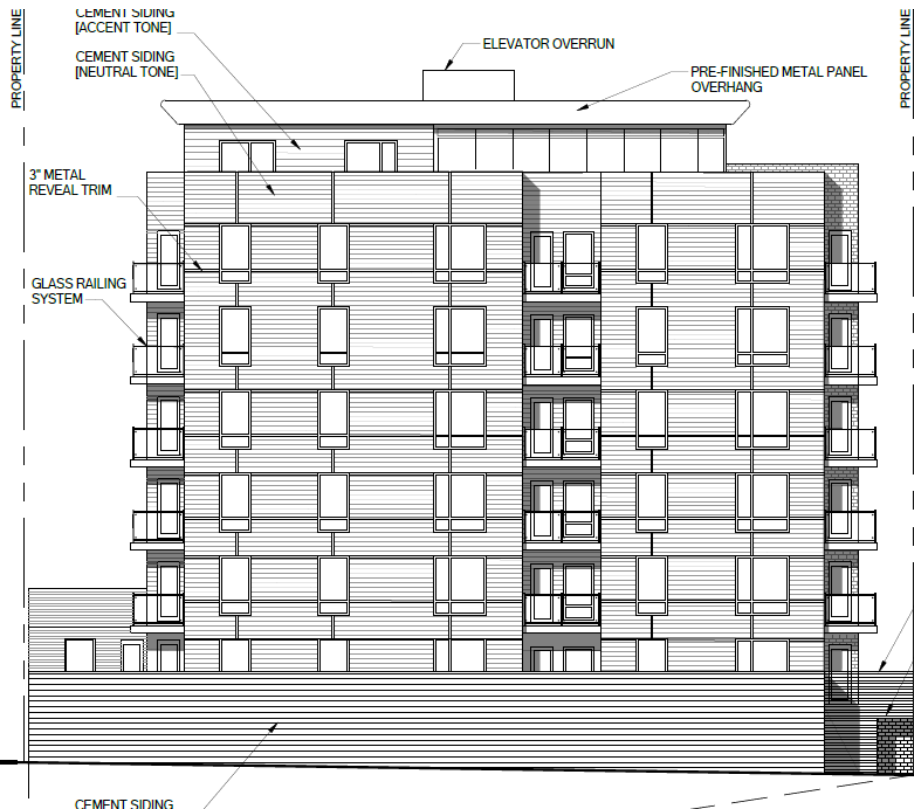 CEMENT SIDING
[ACCENT TONE]
CEMENT SIDING
[NEUTRAL TONE]
ELEVATOR OVERRUN
PRE-FINISHED METAL PANEL
OVERHANG
PROPERTY LINE
PROPERTY LINE
3" METAL
REVEAL TRIM
GLASS RAILING
SYSTEM
CEMENT SIDING